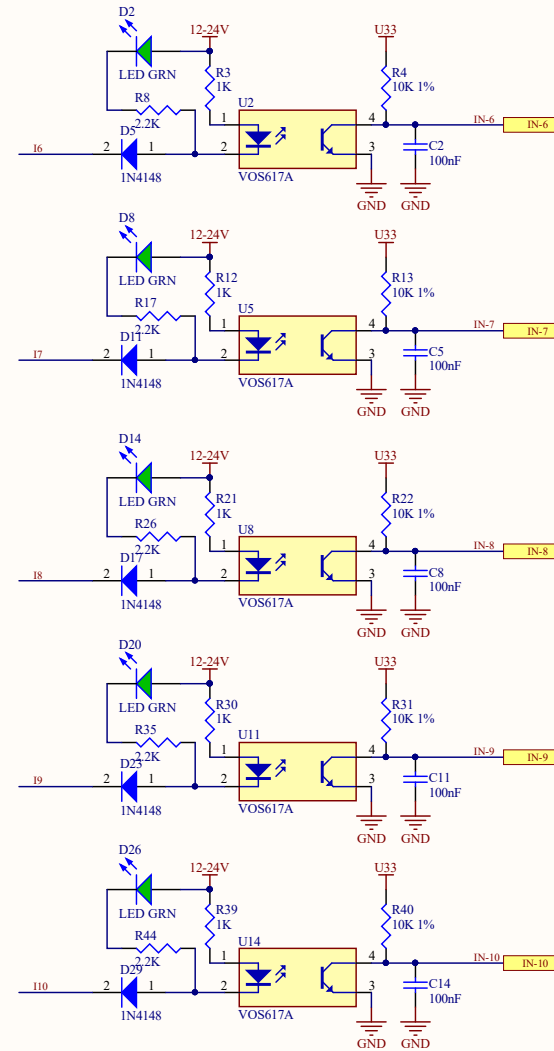 D2
12-24V
U33
LED GRN
R3
1K
R4
10K 1%
R8
2.2K
U2
1
4
IN-6
IN-6
D5
I6
2
1
2
3
C2
100nF
1N4148
VOS617A
GND
GND
D8
12-24V
U33
LED GRN
R12
1K
R13
10K 1%
R17
2.2K
U5
1
4
IN-7
IN-7
D11
I7
2
1
2
3
C5
100nF
1N4148
VOS617A
GND
GND
D14
12-24V
U33
LED GRN
R21
1K
R22
10K 1%
R26
2.2K
U8
1
4
IN-8
IN-8
D17
I8
2
1
2
3
C8
100nF
1N4148
VOS617A
GND
GND
D20
12-24V
U33
LED GRN
R30
1K
R31
10K 1%
R35
2.2K
U11
1
4
IN-9
IN-9
D23
I9
2
1
2
3
C11
100nF
1N4148
VOS617A
GND
GND
D26
12-24V
U33
LED GRN
R39
1K
R40
10K 1%
R44
2.2K
U14
1
4
IN-10
IN-10
D29
I10
2
1
2
3
C14
100nF
1N4148
VOS617A
GND
GND